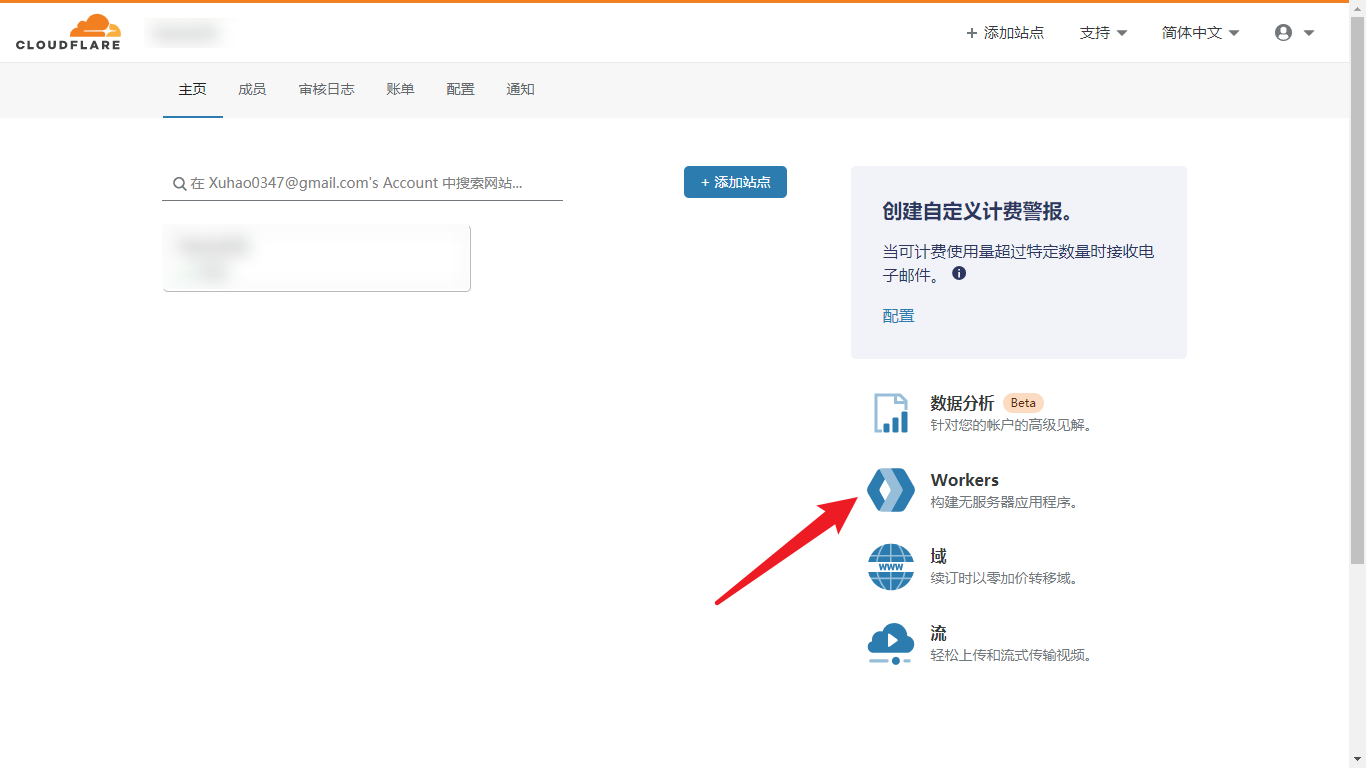 CLOUDFLARE
+ 添加站点 支持 简体中文
主页 成员 审核日志 账单 配置 通知
在 Xuhao0347@gmail.com's Account 中搜索网站...
+ 添加站点
创建自定义计费警报。
当可计费使用量超过特定数量时接收电
子邮件。
配置
数据分析 Beta
针对您的帐户的高级见解。
Workers
构建无服务器应用程序。
WWW
域
续订时以零加价转移域。
流
轻松上传和流式传输视频。